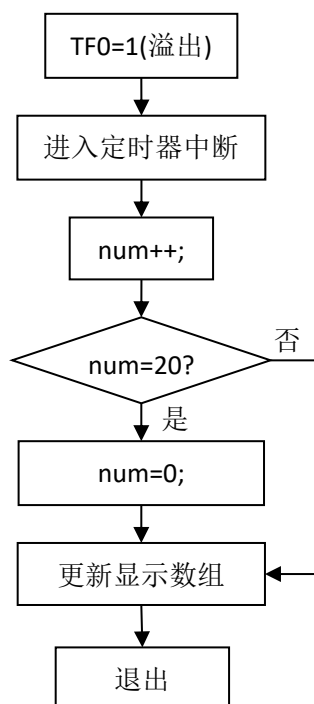 TF0=1(溢出)
进入定时器中断
num++;
num=20?
否
是
num=0;
更新显示数组
退出